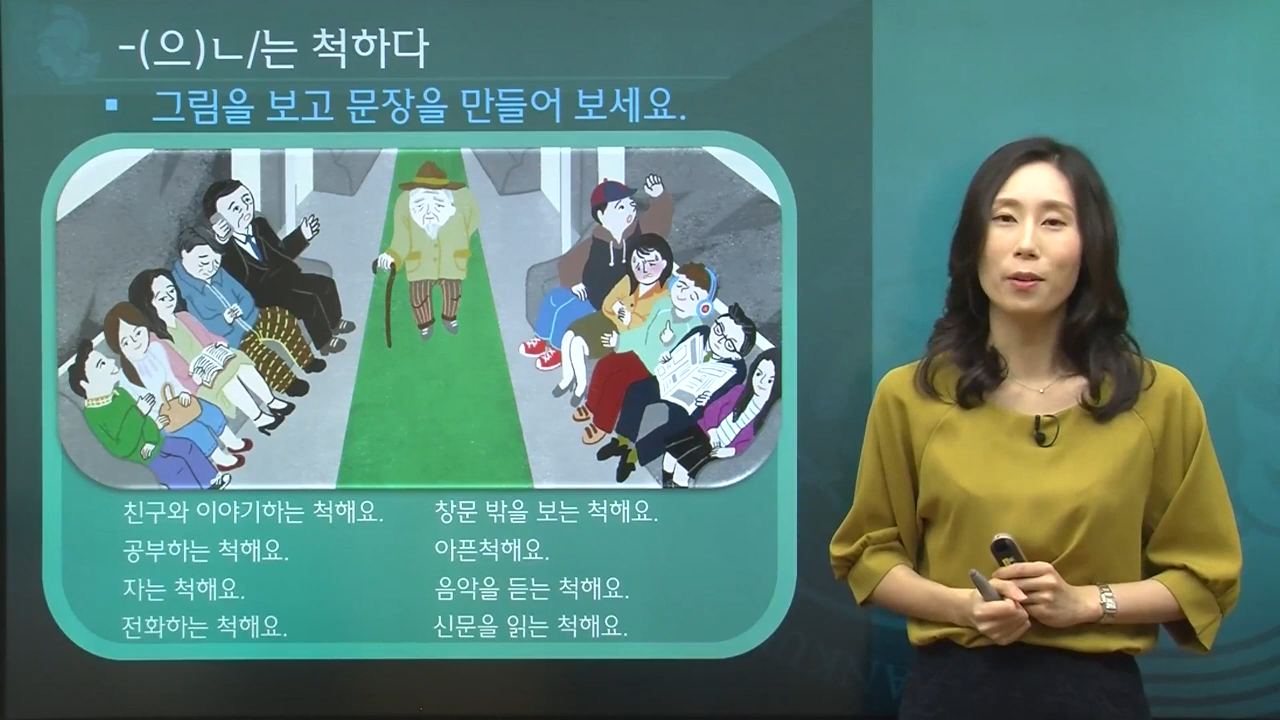 -(으)ㄴ/는 척하다
▪ 그림을 보고 문장을 만들어 보세요.
친구와 이야기하는 척해요.
공부하는 척해요.
자는 척해요.
전화하는 척해요.
창문 밖을 보는 척해요.
아픈척해요.
음악을 듣는 척해요.
신문을 읽는 척해요.